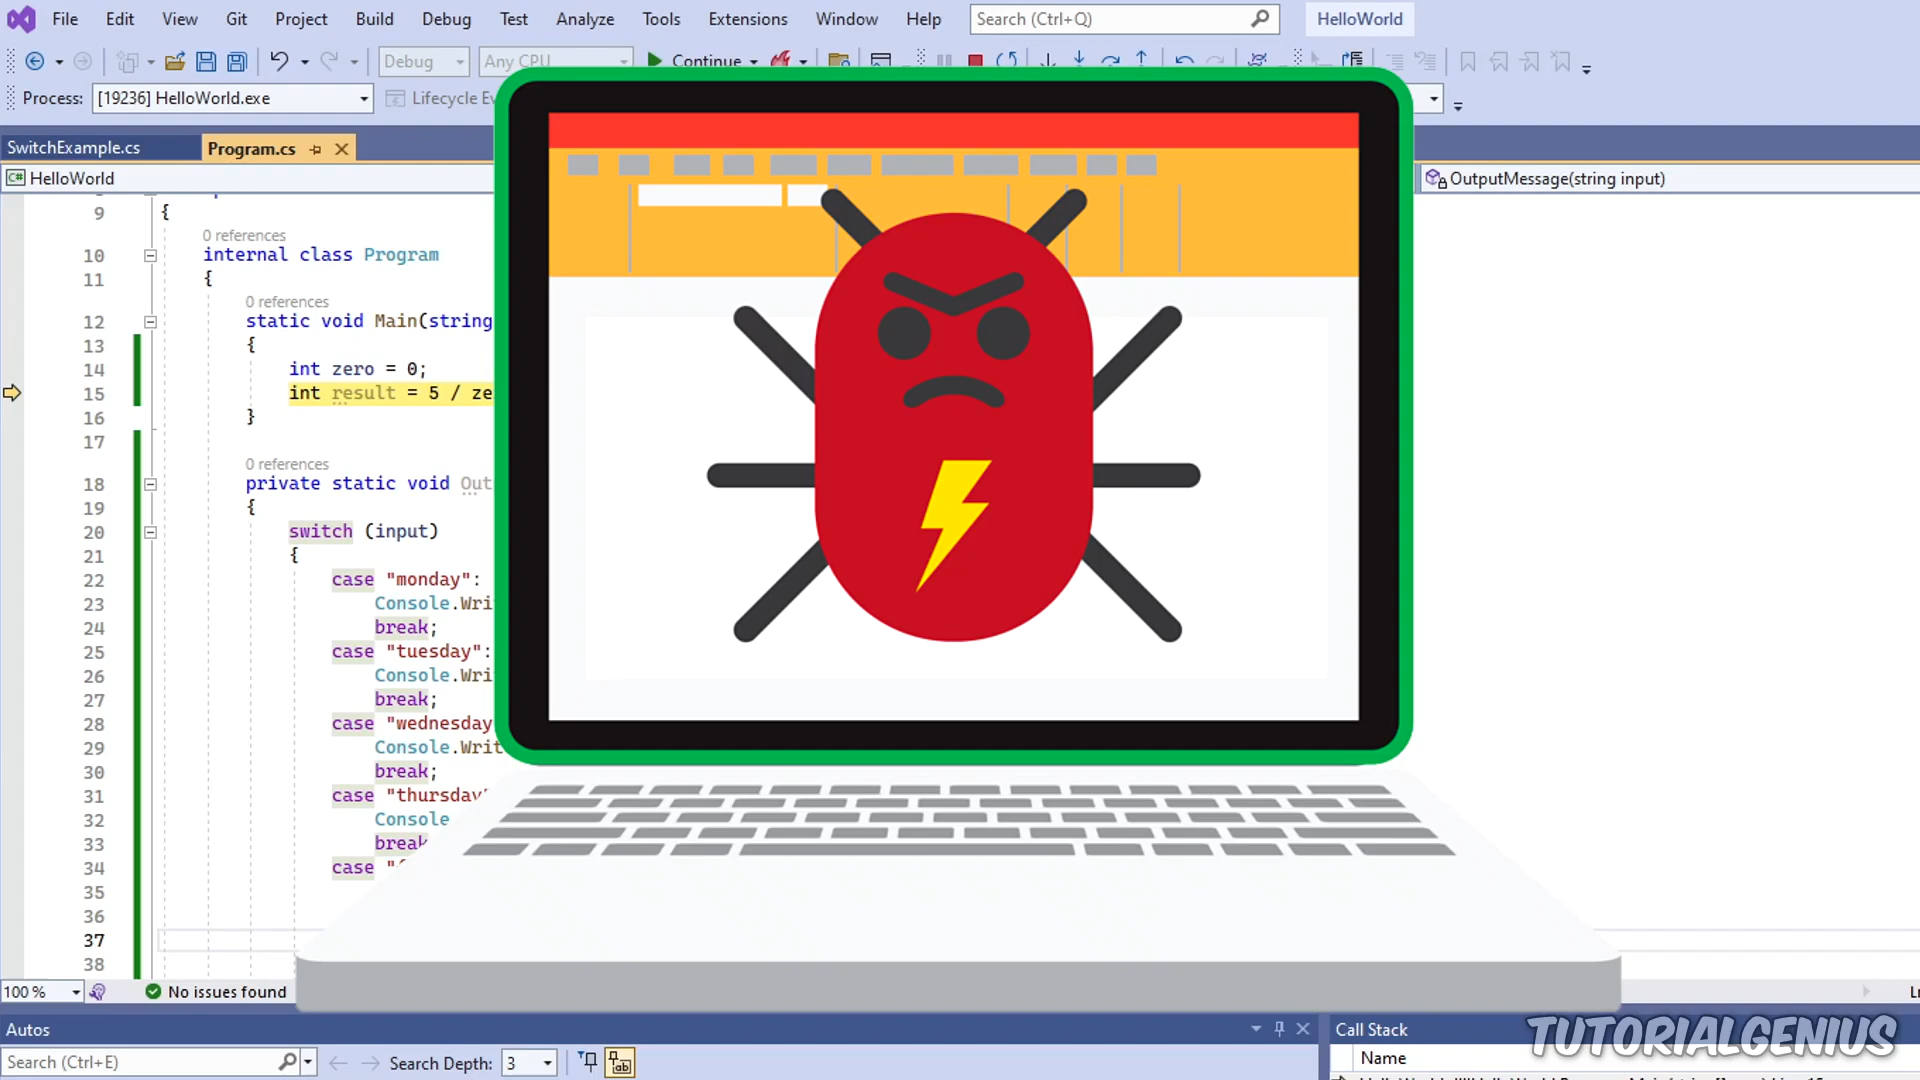 File Edit View Git Project Build Debug Test Analyze Tools Extensions Window Help Search (Ctrl+Q) HelloWorld
Debug Any CPU Continue
Process: [19236] HelloWorld.exe Lifecycle
SwitchExample.cs Program.cs
HelloWorld OutputMessage(string input)
9 {
0 references
10 internal class Program
11 {
0 references
12 static void Main(string
13 {
14 int zero = 0;
15 int result = 5 / ze
16 }
17
0 references
18 private static void Out
19 {
20 switch (input)
21 {
22 case "monday":
23 Console.Wri
24 break;
25 case "tuesday":
26 Console.Wri
27 break;
28 case "wednesday
29 Console.Writ
30 break;
31 case "thursday"
32 Console
33 break
34 case "
35
36
37
38
100 % No issues found
Autos Call Stack
Search (Ctrl+E) Search Depth: 3 Name
TUTORIALGENIUS